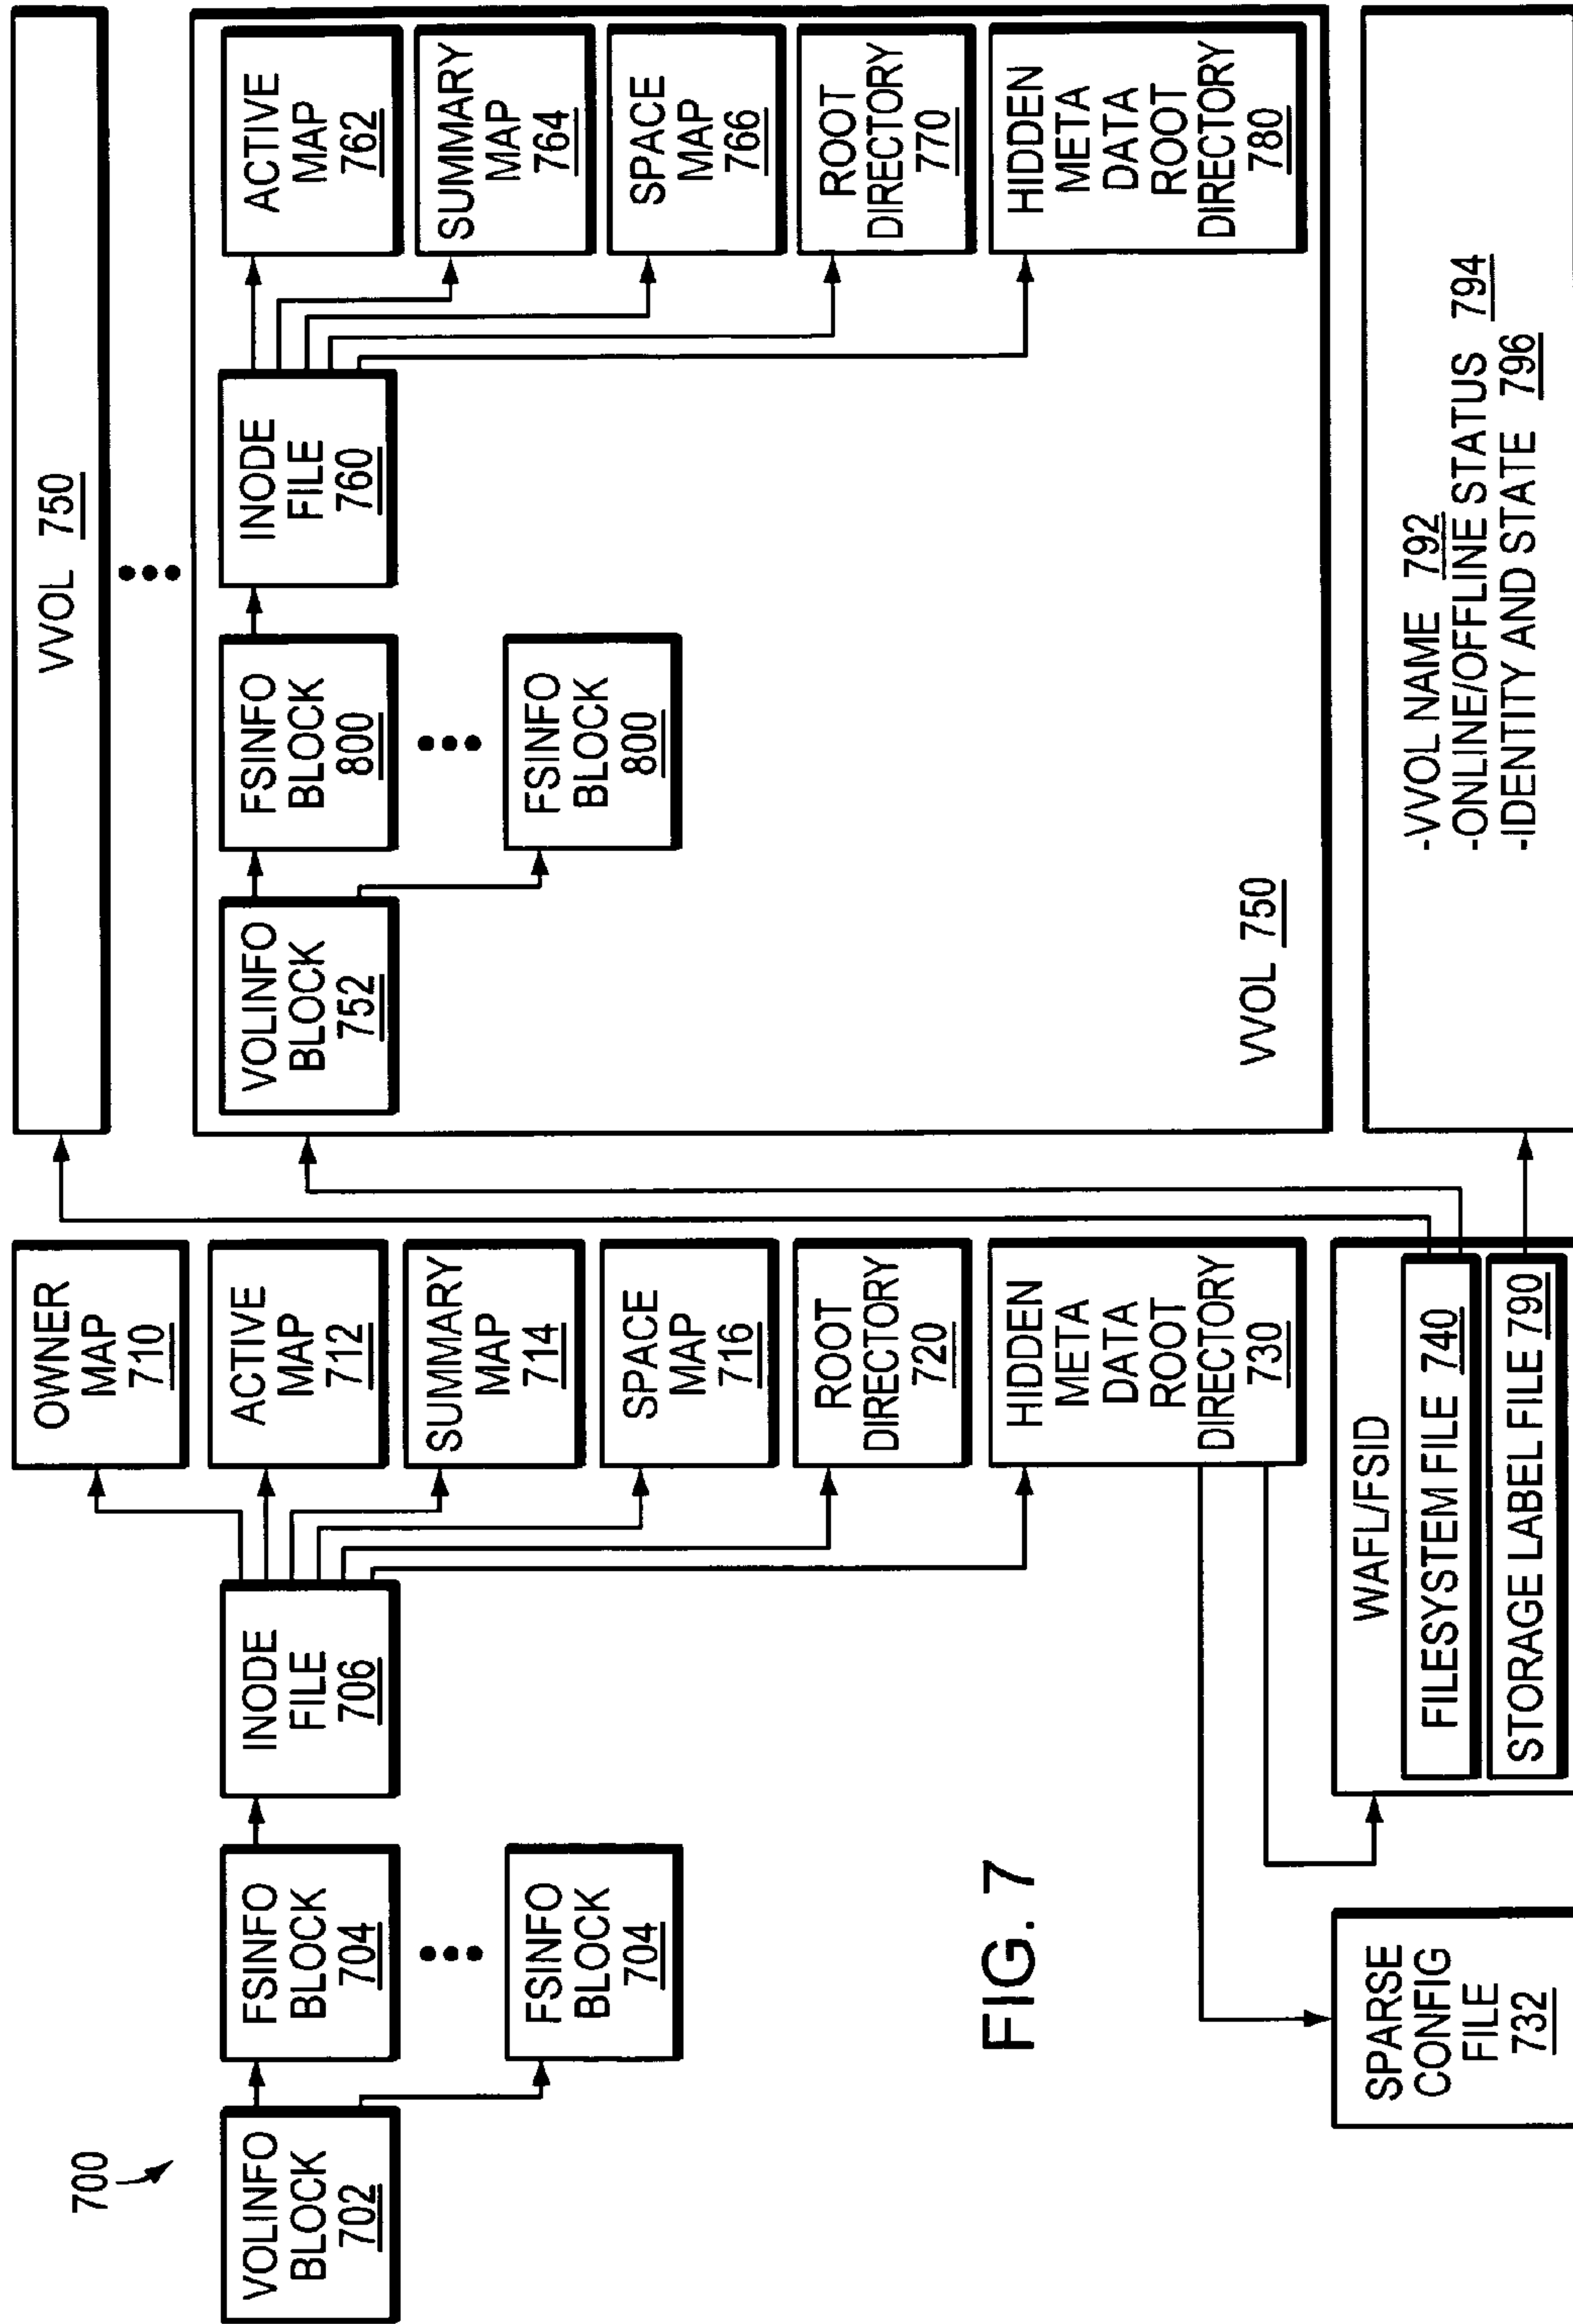 700
VOLINFO
BLOCK
702
FSINFO
BLOCK
704
FSINFO
BLOCK
704
INODE
FILE
706
OWNER
MAP
710
ACTIVE
MAP
712
SUMMARY
MAP
714
SPACE
MAP
716
ROOT
DIRECTORY
720
HIDDEN
META
DATA
ROOT
DIRECTORY
730
SPARSE
CONFIG
FILE
732
WAFL/FSID
FILESYSTEM FILE 740
STORAGE LABEL FILE 790
VVOL 750
VOLINFO
BLOCK
752
FSINFO
BLOCK
800
FSINFO
BLOCK
800
INODE
FILE
760
ACTIVE
MAP
762
SUMMARY
MAP
764
SPACE
MAP
766
ROOT
DIRECTORY
770
HIDDEN
META
DATA
ROOT
DIRECTORY
780
VVOL 750
-VVOL NAME 792
-ONLINE/OFFLINE STATUS 794
-IDENTITY AND STATE 796
FIG. 7